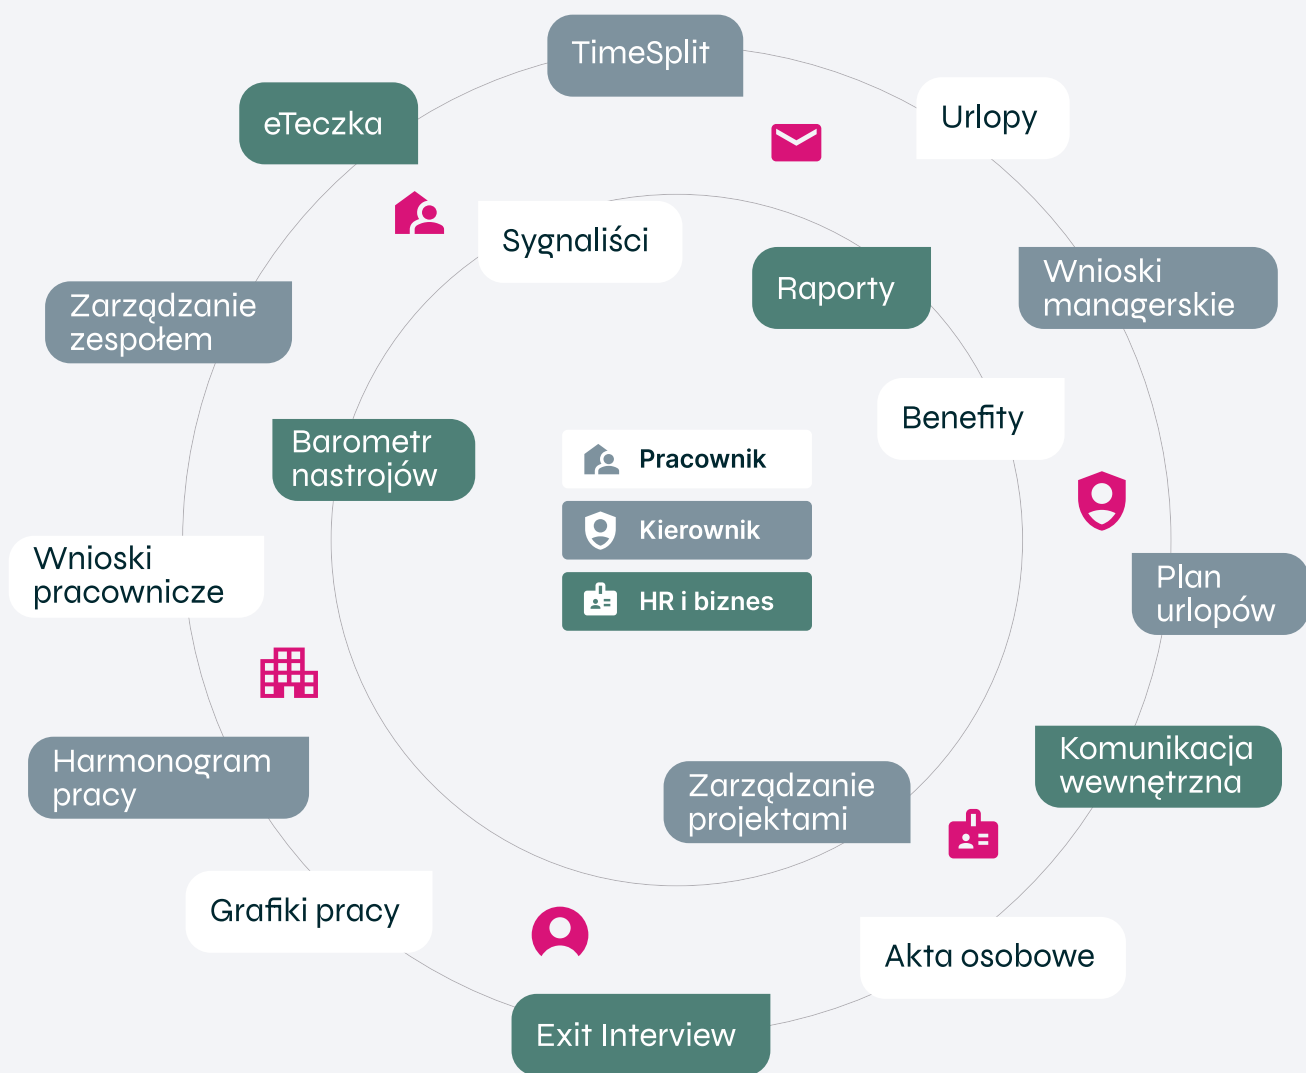 TimeSplit
eTeczka
Urlopy
Sygnaliści
Raporty
Wnioski
managerskie
Zarządzanie
zespołem
Benefity
Barometr
nastrojów
Pracownik
Kierownik
HR i biznes
Wnioski
pracownicze
Plan
urlopów
Komunikacja
wewnętrzna
Harmonogram
pracy
Zarządzanie
projektami
Grafiki pracy
Akta osobowe
Exit Interview